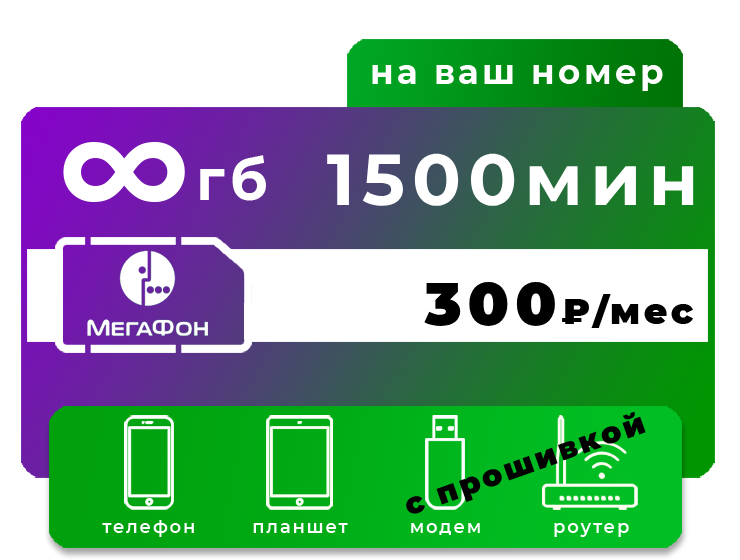 на ваш номер
∞ гб 1500мин
МЕГАФОН
300₽/мес
с прошивкой
телефон планшет модем роутер